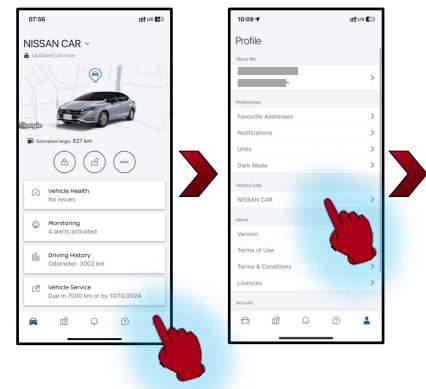 07:56
LTE
NISSAN CAR
Updated just now
Google
Estimated range: 627 km
Vehicle Health
No issues
Monitoring
4 alerts activated
Driving History
Odometer: 3002 km
Vehicle Service
Due in 7000 km or by 10/10/2024
10:09
LTE
Profile
About Me
Preferences
Favourite Addresses
Notifications
Units
Dark Mode
Vehicle Data
NISSAN CAR
About
Version
Terms of Use
Terms & Conditions
Licences
Account